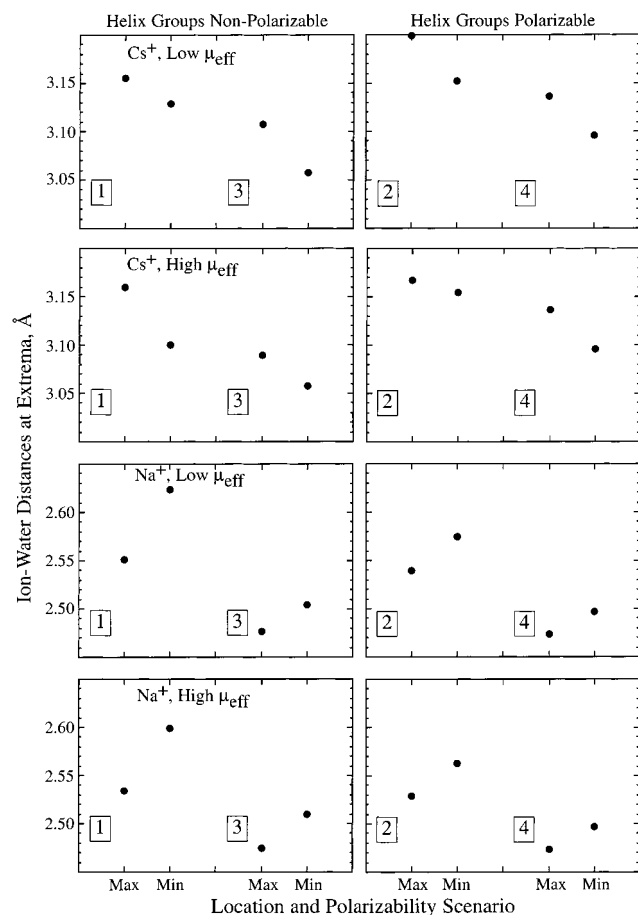 Helix Groups Non-Polarizable Helix Groups Polarizable
Cs+, Low μeff
3.15
3.10
3.05
1 3 2 4
Cs+, High μeff
3.15
3.10
3.05
1 3 2 4
Na+, Low μeff
2.60
2.55
2.50
1 3 2 4
Na+, High μeff
2.60
2.55
2.50
1 3 2 4
Max Min Max Min Max Min Max Min
Location and Polarizability Scenario
Ion-Water Distances at Extrema, Å